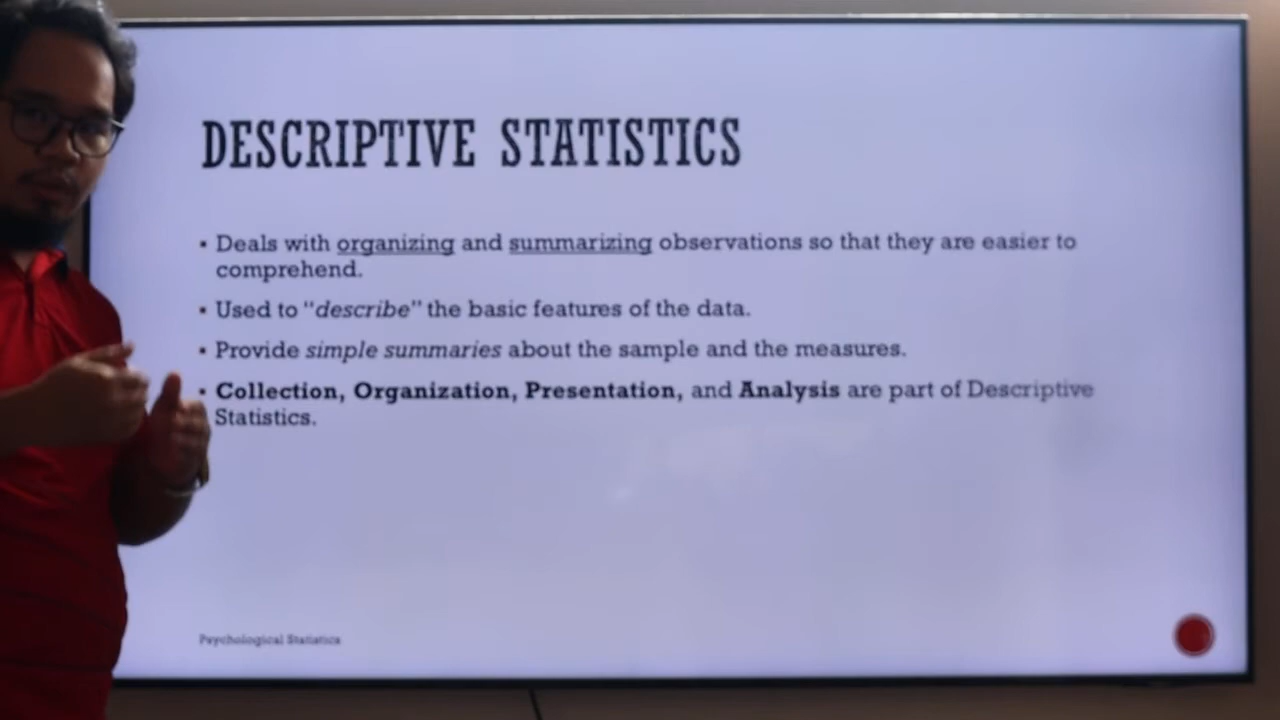 DESCRIPTIVE STATISTICS
▪ Deals with organizing and summarizing observations so that they are easier to
comprehend.
▪ Used to "describe" the basic features of the data.
▪ Provide simple summaries about the sample and the measures.
▪ Collection, Organization, Presentation, and Analysis are part of Descriptive
Statistics.
Psychological Statistics